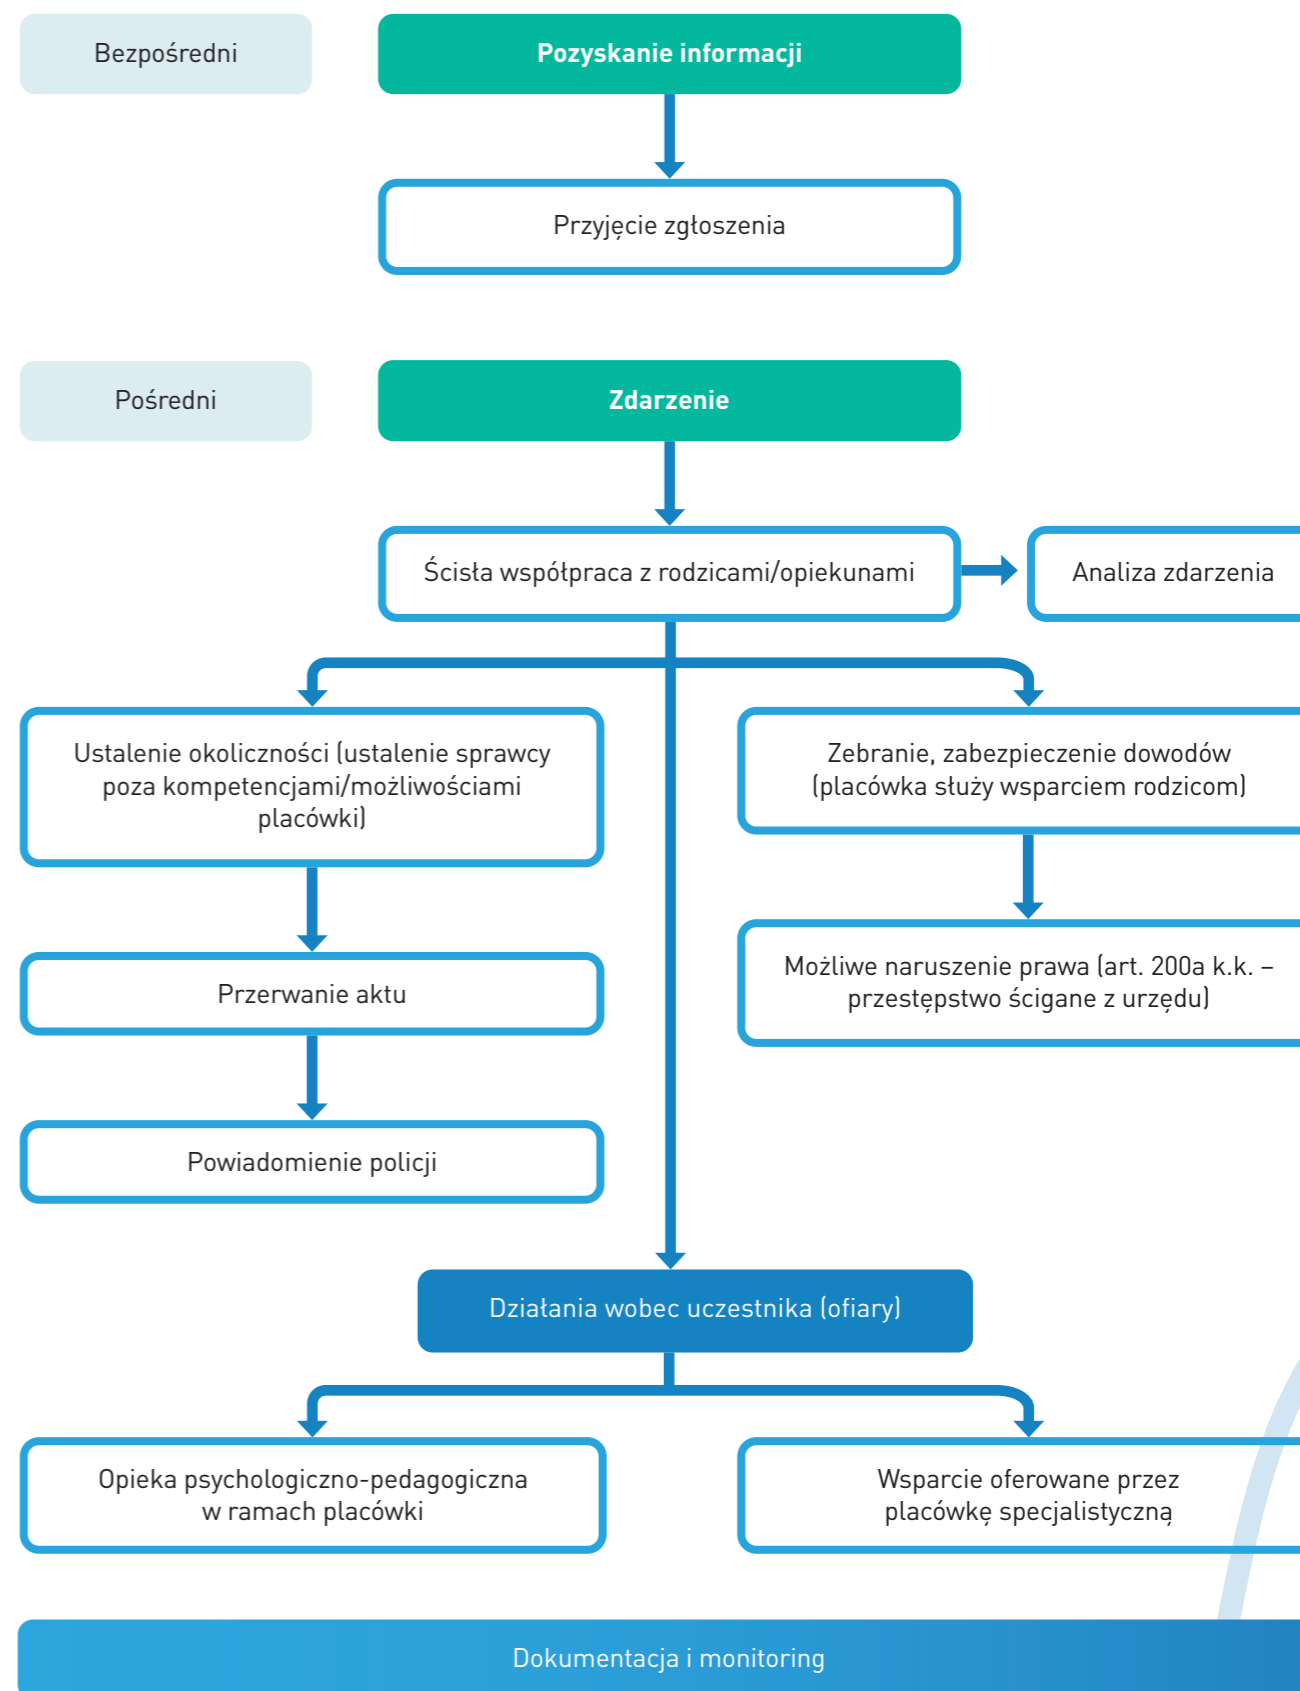 Bezpośredni
Pozyskanie informacji
Przyjęcie zgłoszenia
Pośredni
Zdarzenie
Ścisła współpraca z rodzicami/opiekunami
Analiza zdarzenia
Ustalenie okoliczności (ustalenie sprawcy
poza kompetencjami/możliwościami
placówki)
Zebranie, zabezpieczenie dowodów
(placówka służy wsparciem rodzicom)
Przerwanie aktu
Możliwe naruszenie prawa (art. 200a k.k. –
przestępstwo ścigane z urzędu)
Powiadomienie policji
Działania wobec uczestnika (ofiary)
Opieka psychologiczno-pedagogiczna
w ramach placówki
Wsparcie oferowane przez
placówkę specjalistyczną
Dokumentacja i monitoring